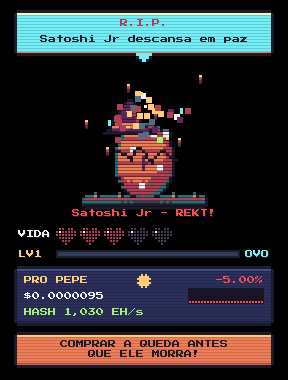 R.I.P.
Satoshi Jr descansa em paz
Satoshi Jr - REKT!
VIDA
LV1 OVO
PRO PEPE -5.00%
$0.0000095
HASH 1,030 EH/s
COMPRAR A QUEDA ANTES
QUE ELE MORRA!